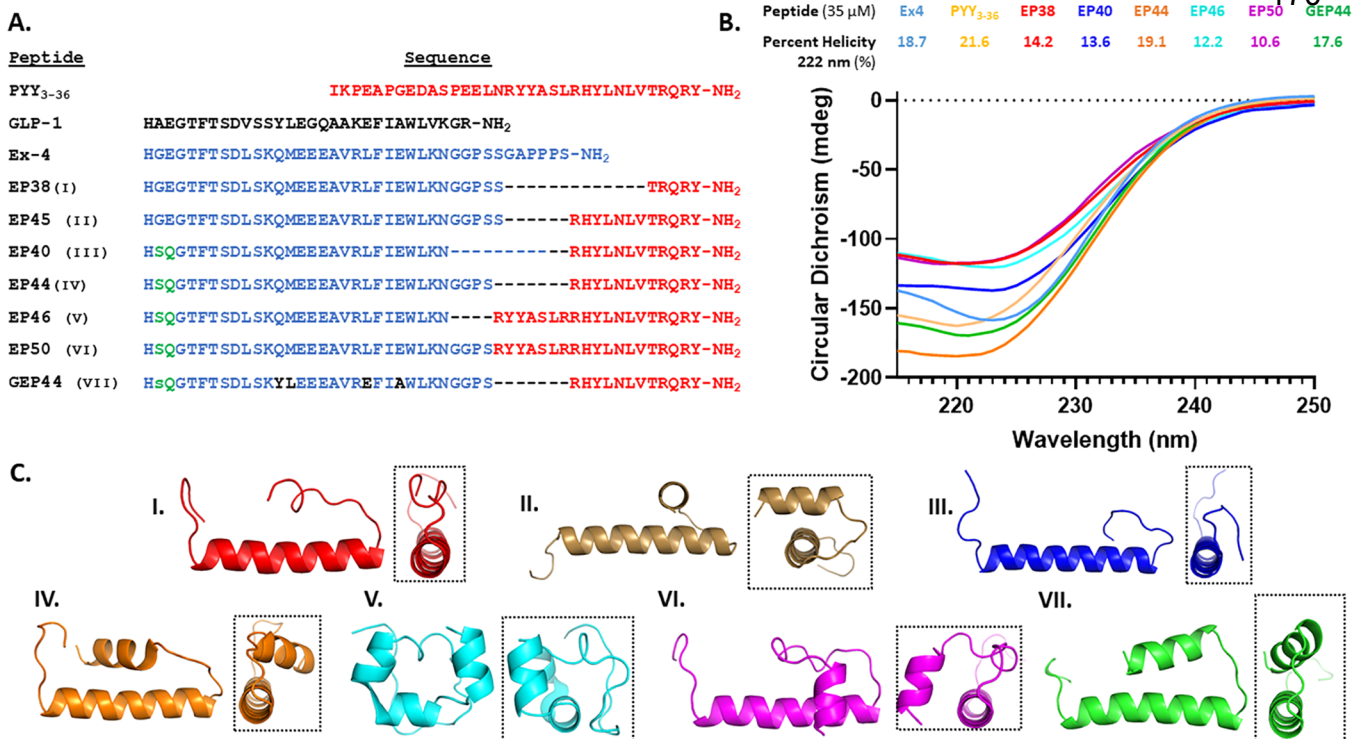 A.
Peptide Sequence
PYY₃₋₃₆ IKPEAPGEDASPEELNRYYASLRHYLNLVTRQRY-NH₂
GLP-1 HAEGTFTSDVSSYLEGQAAKEFIAWLVKGR-NH₂
Ex-4 HGEGTFTSDLSKQMEEEAVRLFIEWLKNGGPSSGAPPPS-NH₂
EP38(I) HGEGTFTSDLSKQMEEEAVRLFIEWLKNGGPSS-------------TRQRY-NH₂
EP45 (II) HGEGTFTSDLSKQMEEEAVRLFIEWLKNGGPSS------RHYLNLVTRQRY-NH₂
EP40 (III) HSQGTFTSDLSKQMEEEAVRLFIEWLKN-----------RHYLNLVTRQRY-NH₂
EP44(IV) HSQGTFTSDLSKQMEEEAVRLFIEWLKNGGPS-------RHYLNLVTRQRY-NH₂
EP46 (V) HSQGTFTSDLSKQMEEEAVRLFIEWLKN----RYYASLRRHYLNLVTRQRY-NH₂
EP50 (VI) HSQGTFTSDLSKQMEEEAVRLFIEWLKNGGPSRYYASLRRHYLNLVTRQRY-NH₂
GEP44 (VII) HsQGTFTSDLSKYLEEEAVREFIAWLKNGGPS-------RHYLNLVTRQRY-NH₂
B.
Peptide (35 µM) Ex4 PYY₃₋₃₆ EP38 EP40 EP44 EP46 EP50 GEP44
Percent Helicity 18.7 21.6 14.2 13.6 19.1 12.2 10.6 17.6
222 nm (%)
Circular Dichroism (mdeg)
0
-50
-100
-150
-200
220 230 240 250
Wavelength (nm)
C.
I. II. III.
IV. V. VI. VII.